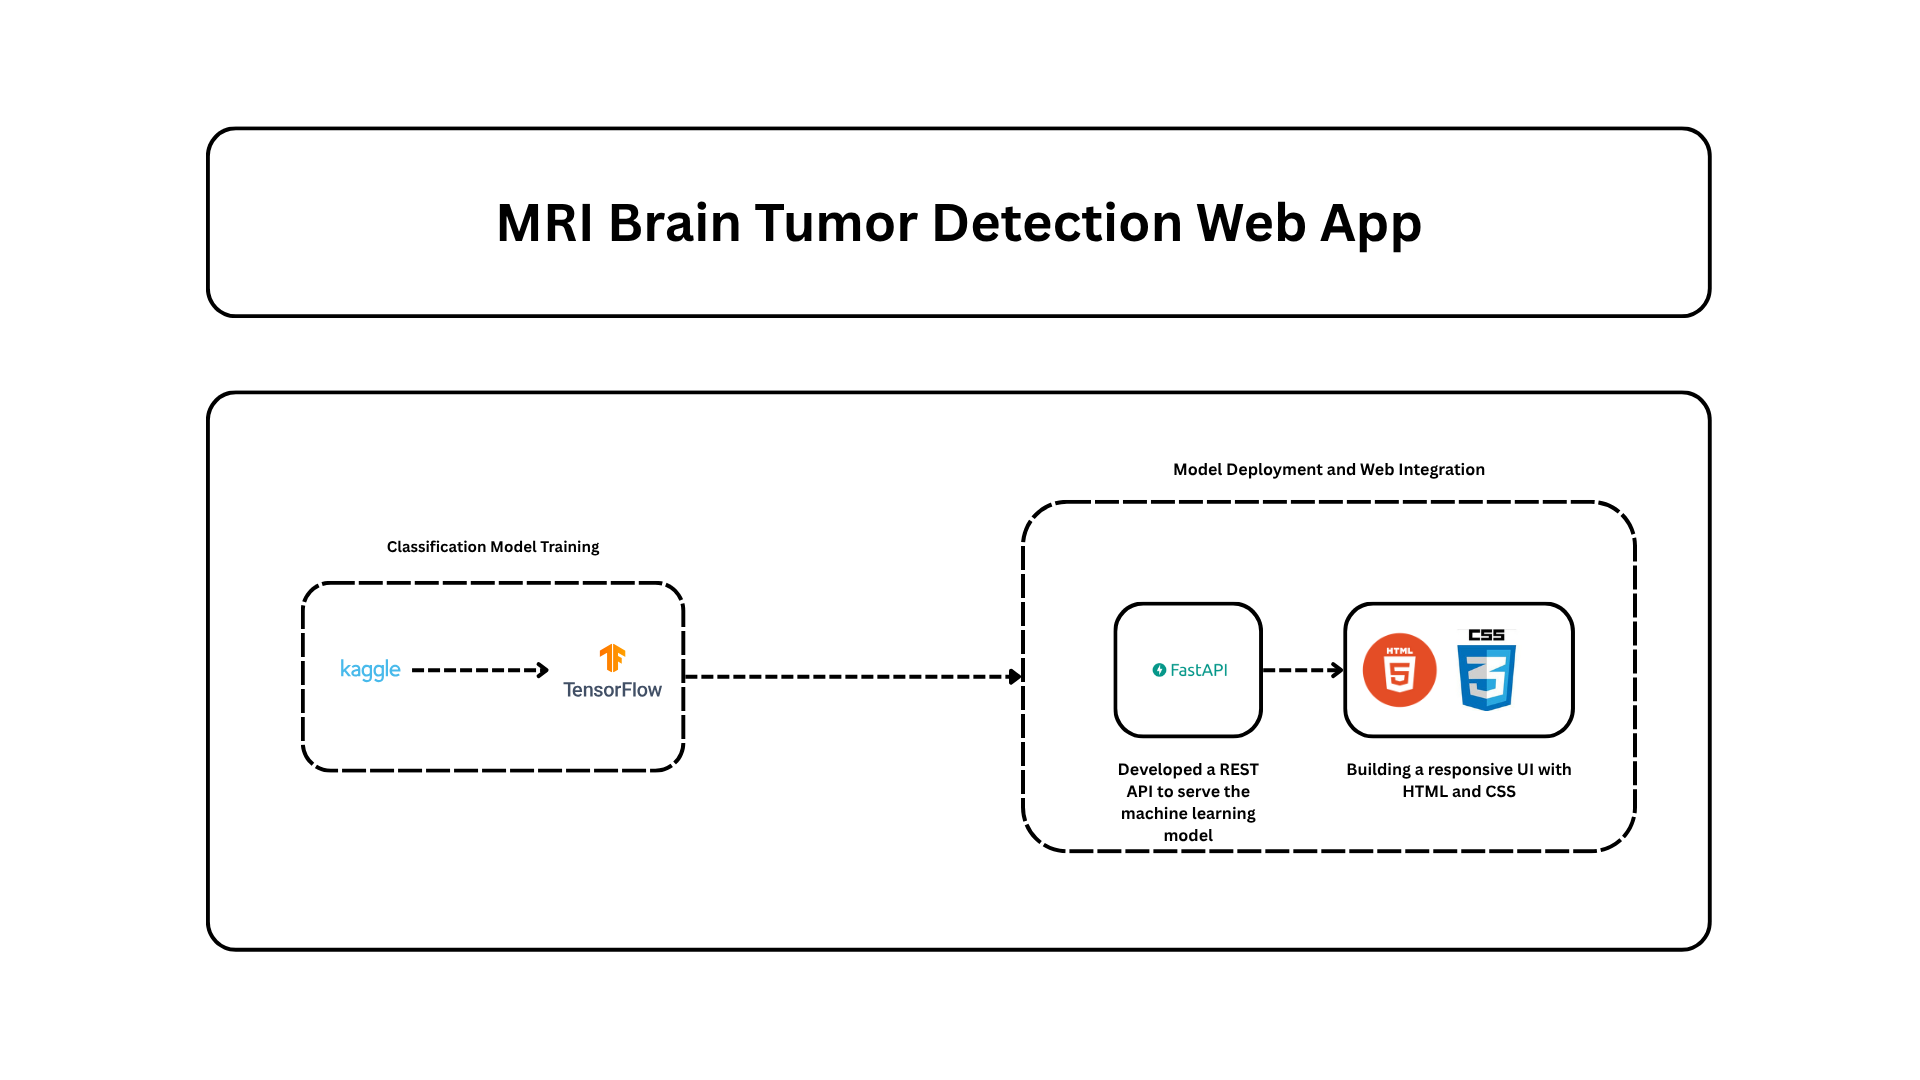 MRI Brain Tumor Detection Web App
Model Deployment and Web Integration
Classification Model Training
kaggle
TensorFlow
FastAPI
HTML
5
CSS
3
Developed a REST
API to serve the
machine learning
model
Building a responsive UI with
HTML and CSS